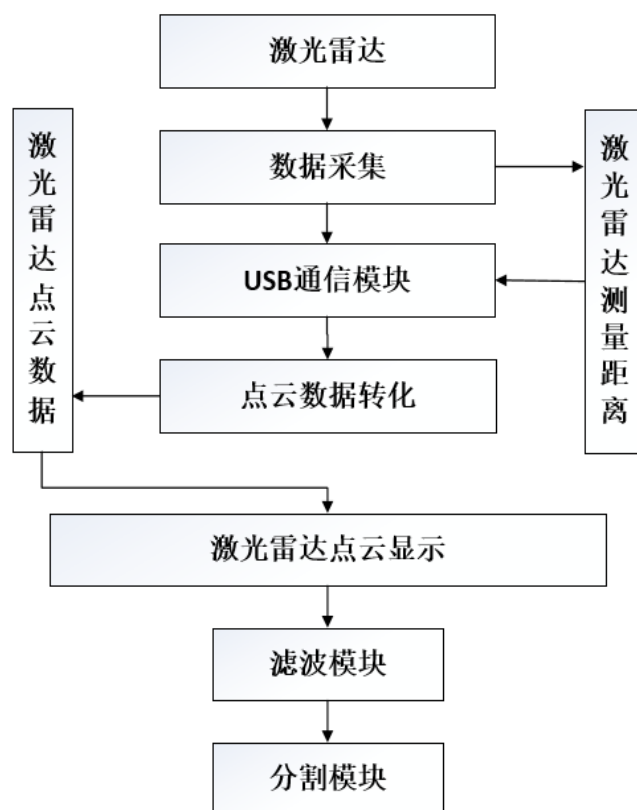 激光雷达
数据采集
激光雷达点云数据
激光雷达测量距离
USB通信模块
点云数据转化
激光雷达点云显示
滤波模块
分割模块